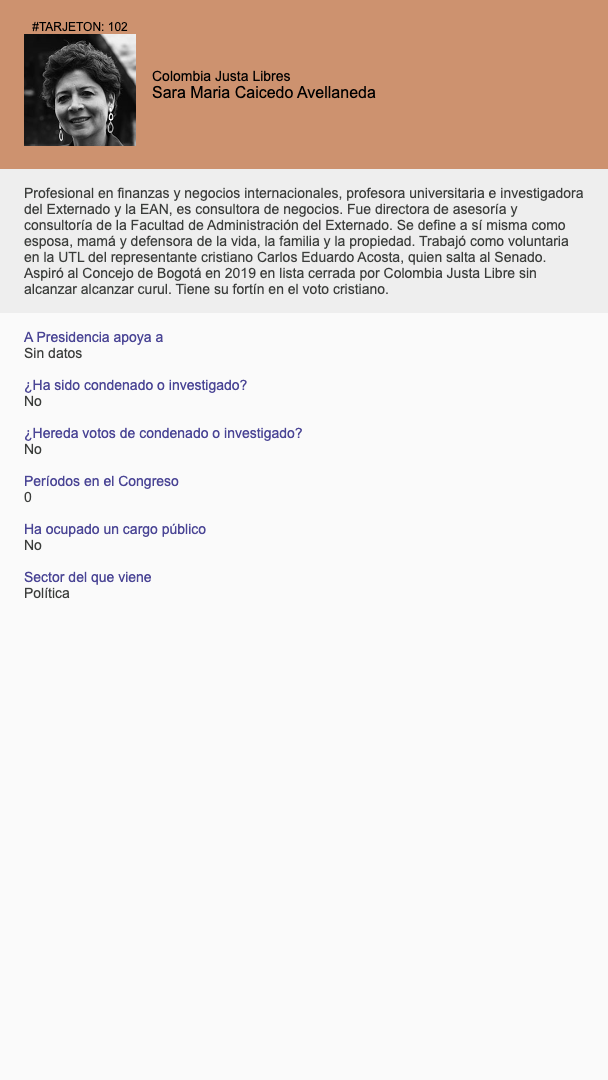 #TARJETON: 102
Colombia Justa Libres
Sara Maria Caicedo Avellaneda
Profesional en finanzas y negocios internacionales, profesora universitaria e investigadora
del Externado y la EAN, es consultora de negocios. Fue directora de asesoría y
consultoría de la Facultad de Administración del Externado. Se define a sí misma como
esposa, mamá y defensora de la vida, la familia y la propiedad. Trabajó como voluntaria
en la UTL del representante cristiano Carlos Eduardo Acosta, quien salta al Senado.
Aspiró al Concejo de Bogotá en 2019 en lista cerrada por Colombia Justa Libre sin
alcanzar alcanzar curul. Tiene su fortín en el voto cristiano.
A Presidencia apoya a
Sin datos
¿Ha sido condenado o investigado?
No
¿Hereda votos de condenado o investigado?
No
Períodos en el Congreso
0
Ha ocupado un cargo público
No
Sector del que viene
Política